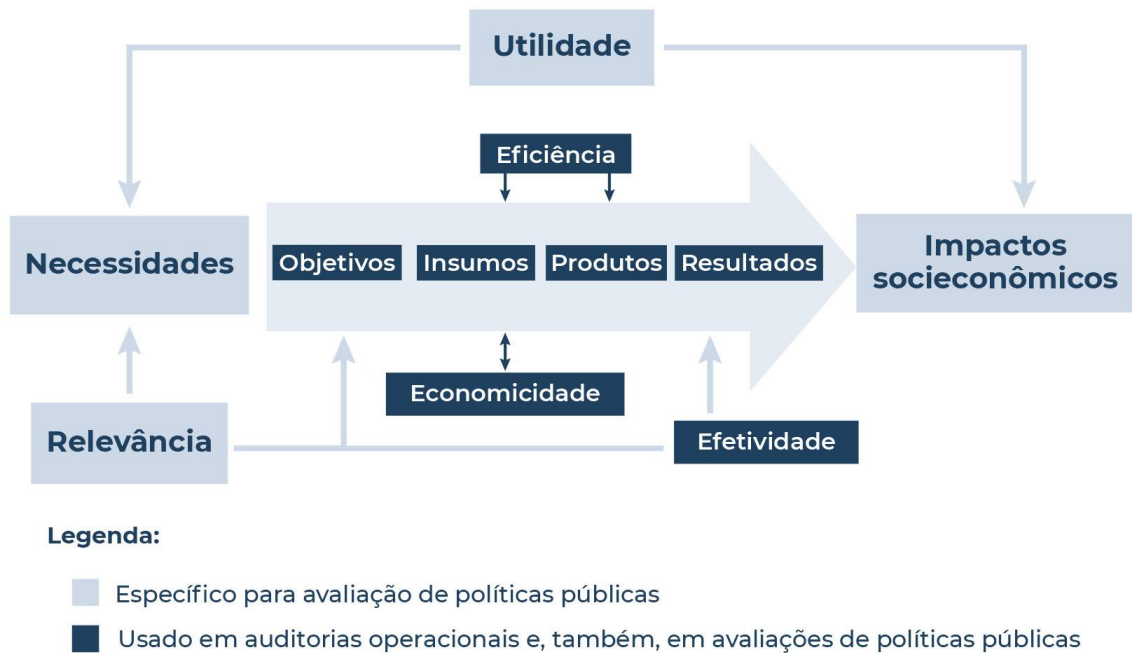 Utilidade
Eficiência
Necessidades
Objetivos
Insumos
Produtos
Resultados
Impactos
socieconômicos
Economicidade
Relevância
Efetividade
Legenda:
Específico para avaliação de políticas públicas
Usado em auditorias operacionais e, também, em avaliações de políticas públicas